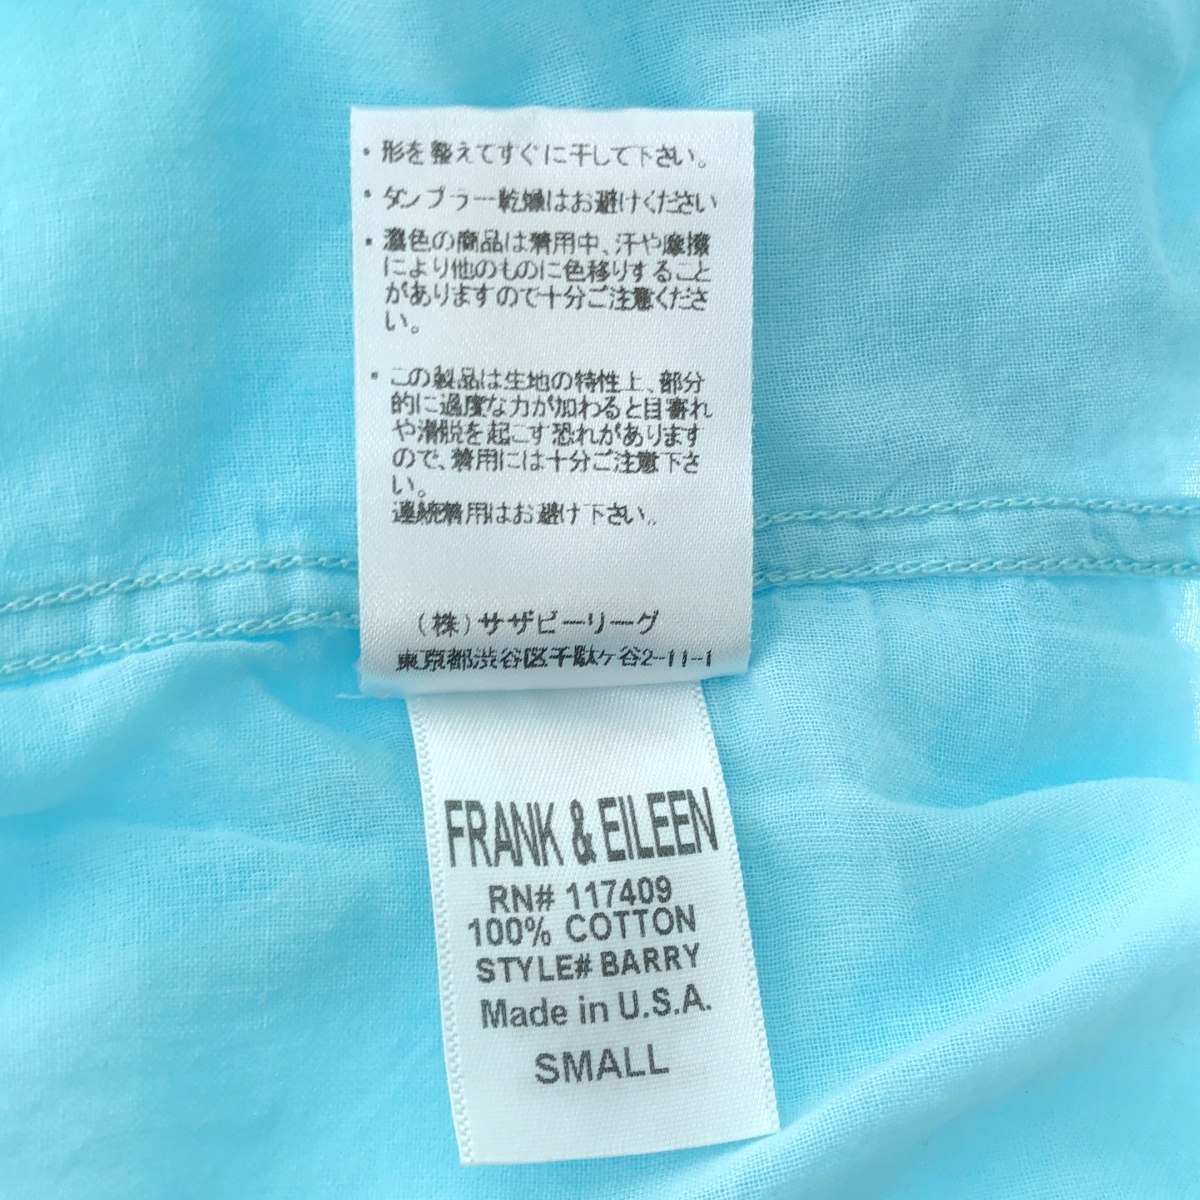 ・形を整えてすぐに干して下さい。
・タンブラー乾燥はお避けください
・濃色の商品は着用中、汗や摩擦
により他のものに色移りすること
がありますので十分ご注意くださ
い。
・この製品は生地の特性上、部分
的に過度な力が加わると目寄れ
や滑脱を起こす恐れがあります
ので、着用には十分ご注意下さ
い。
連続着用はお避け下さい。
(株)サザビーリーグ
東京都渋谷区千駄ヶ谷2-11-1
FRANK & EILEEN
RN# 117409
100% COTTON
STYLE# BARRY
Made in U.S.A.
SMALL